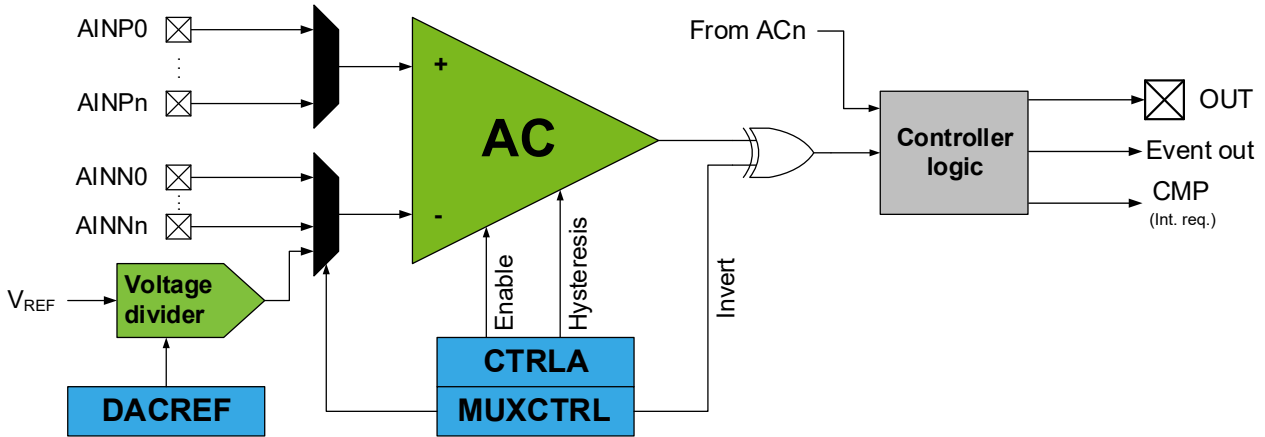 AINP0
AINPn
AINN0
AINNn
VREF
Voltage
divider
DACREF
+
AC
-
Enable
Hysteresis
Invert
CTRLA
MUXCTRL
From ACn
Controller
logic
OUT
Event out
CMP
(Int. req.)